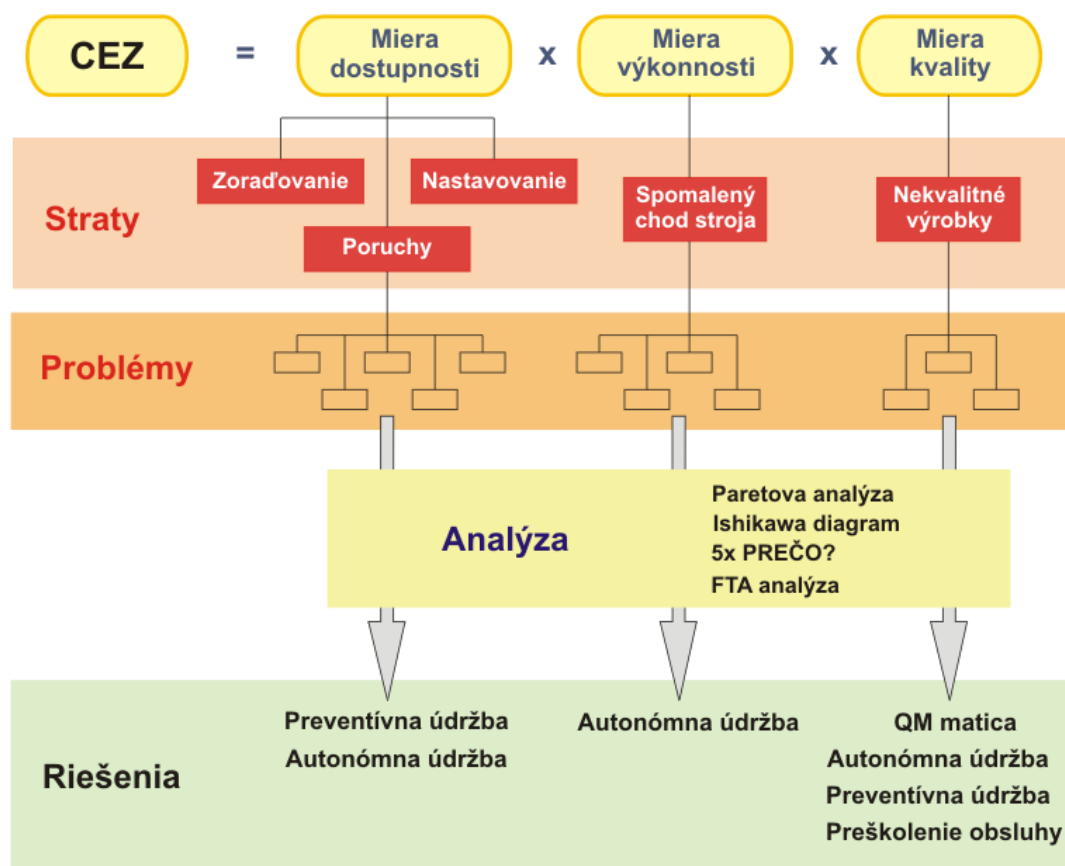 CEZ
=
Miera
dostupnosti
x
Miera
výkonnosti
x
Miera
kvality
Straty
Zoraďovanie
Nastavovanie
Poruchy
Spomalený
chod stroja
Nekvalitné
výrobky
Problémy
Analýza
Paretova analýza
Ishikawa diagram
5x PREČO?
FTA analýza
Riešenia
Preventívna údržba
Autonómna údržba
Autonómna údržba
QM matica
Autonómna údržba
Preventívna údržba
Preškolenie obsluhy